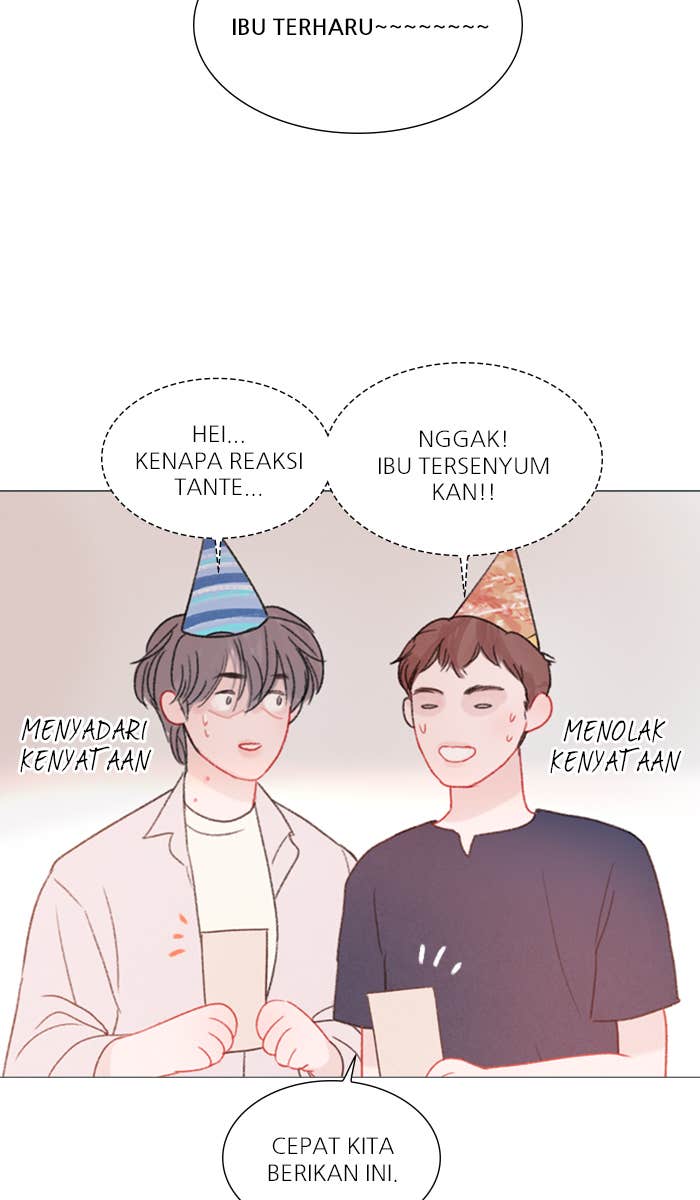 IBU TERHARU~~~~~~~~
HEI...
KENAPA REAKSI
TANTE...
NGGAK!
IBU TERSENYUM
KAN!!
MENYADARI
KENYATAAN
MENOLAK
KENYATAAN
CEPAT KITA
BERIKAN INI.